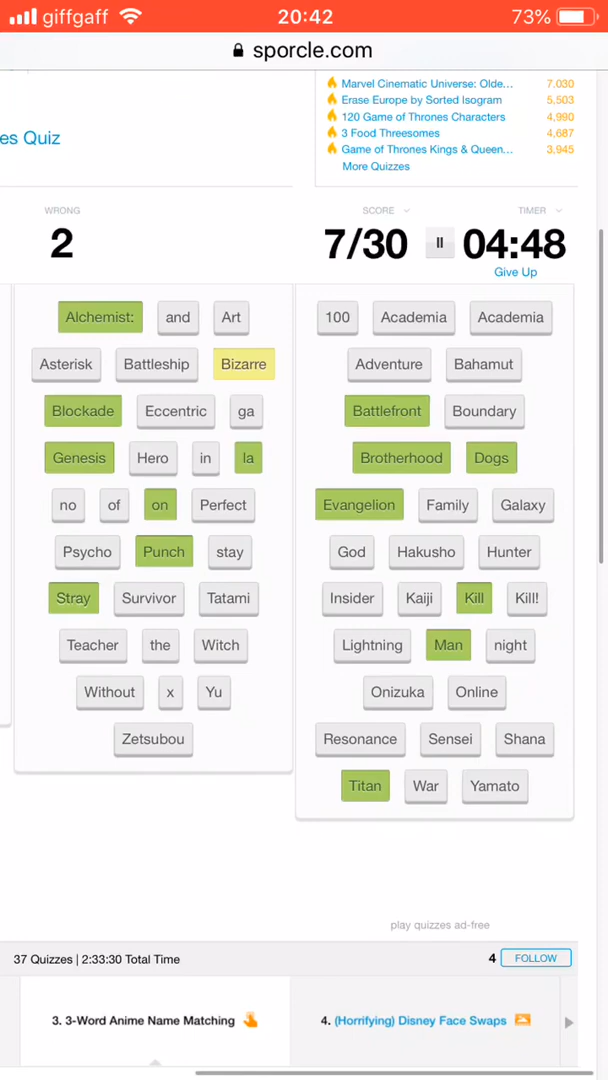 giffgaff 20:42 73%
sporcle.com
Marvel Cinematic Universe: Olde... 7,030
Erase Europe by Sorted Isogram 5,503
120 Game of Thrones Characters 4,990
es Quiz
3 Food Threesomes 4,687
Game of Thrones Kings & Queen... 3,945
More Quizzes
WRONG SCORE TIMER
2 7/30 04:48
Give Up
Alchemist: and Art
Asterisk Battleship Bizarre
Blockade Eccentric ga
Genesis Hero in la
no of on Perfect
Psycho Punch stay
Stray Survivor Tatami
Teacher the Witch
Without x Yu
Zetsubou
100 Academia Academia
Adventure Bahamut
Battlefront Boundary
Brotherhood Dogs
Evangelion Family Galaxy
God Hakusho Hunter
Insider Kaiji Kill Kill!
Lightning Man night
Onizuka Online
Resonance Sensei Shana
Titan War Yamato
play quizzes ad-free
37 Quizzes | 2:33:30 Total Time 4 FOLLOW
3. 3-Word Anime Name Matching 4. (Horrifying) Disney Face Swaps